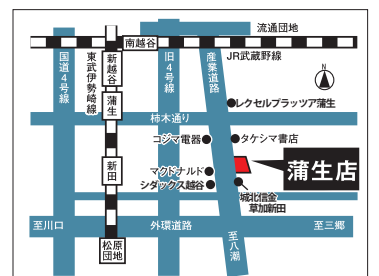 流通団地
南越谷
JR武蔵野線
国道4号線
東武伊勢崎線
新越谷
旧4号線
産業道路
N
蒲生
レクセルプラッツア蒲生
柿木通り
コジマ電器
タケシマ書店
新田
マクドナルド
シダックス越谷
蒲生店
城北信金
草加新田
至川口
外環道路
至三郷
至八潮
松原
団地